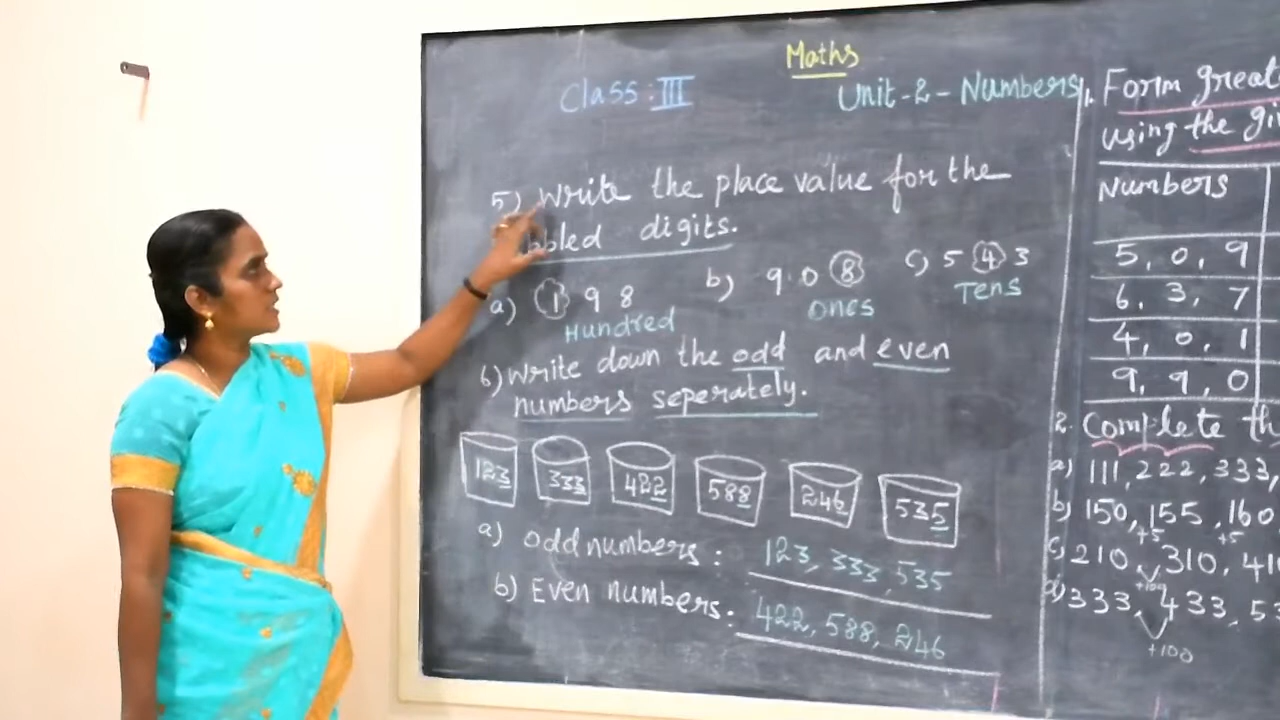 Maths
Class : III
Unit - 2 - Numbers
5) Write the place value for the
bbled digits.
a) 1 9 8
Hundred
b) 9 0 8
Ones
c) 5 4 3
Tens
6) Write down the odd and even
numbers seperately.
123 333 422 588 246 535
a) Odd numbers : 123, 333, 535
b) Even numbers : 422, 588, 246
1. Form great
using the gi
Numbers
5, 0, 9
6, 3, 7
4, 0, 1
9, 9, 0
2. Complete th
a) 111, 222, 333,
b) 150, 155, 160
+5 +5
c) 210, 310, 41
+100
d) 333, 433, 53
+100